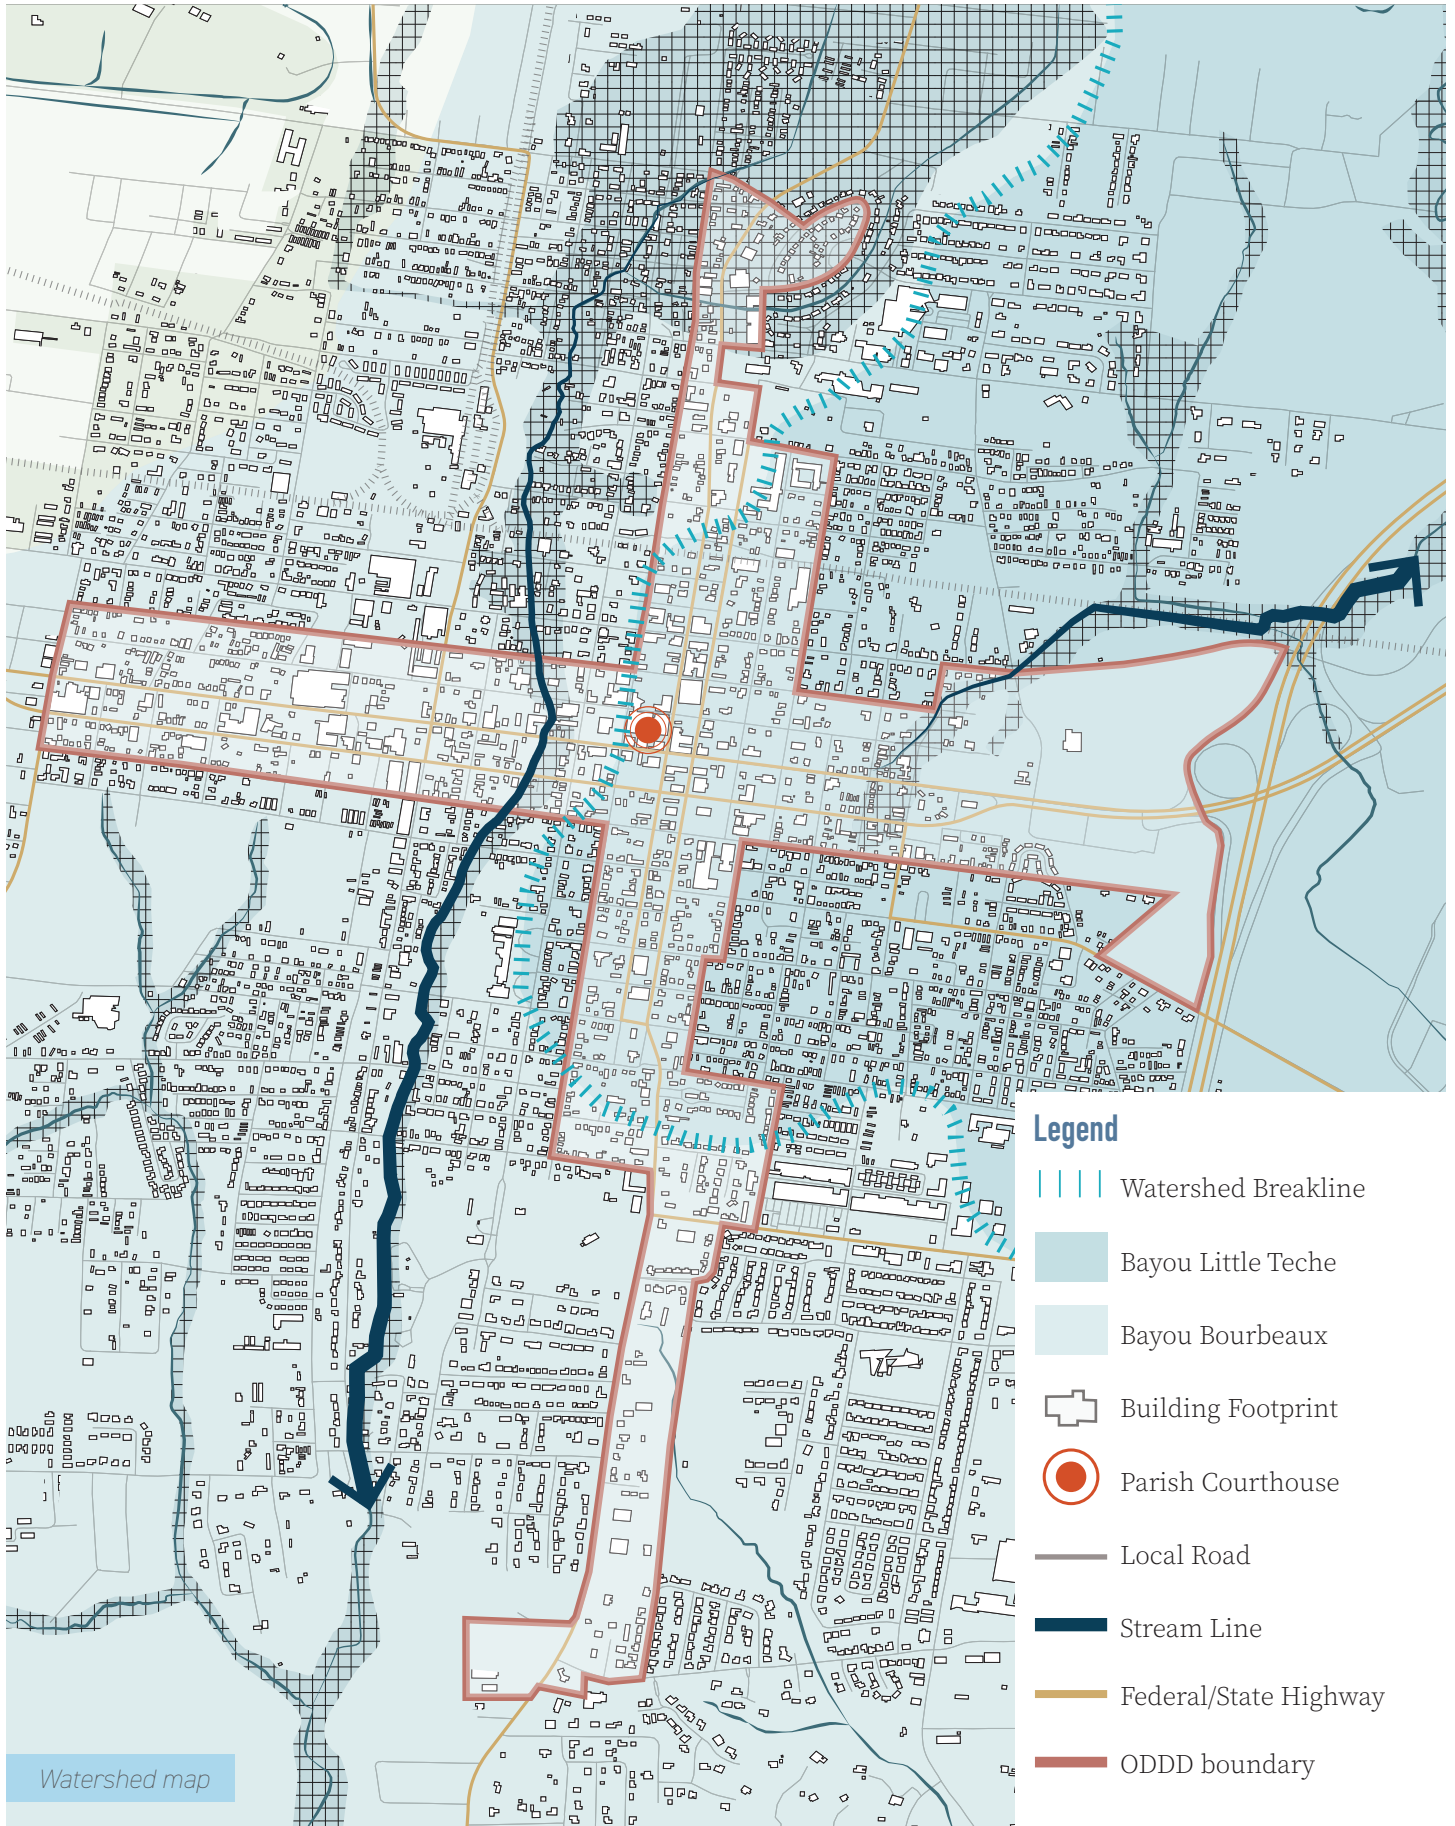 Legend
Watershed Breakline
Bayou Little Teche
Bayou Bourbeaux
Building Footprint
Parish Courthouse
Local Road
Stream Line
Federal/State Highway
ODDD boundary
Watershed map